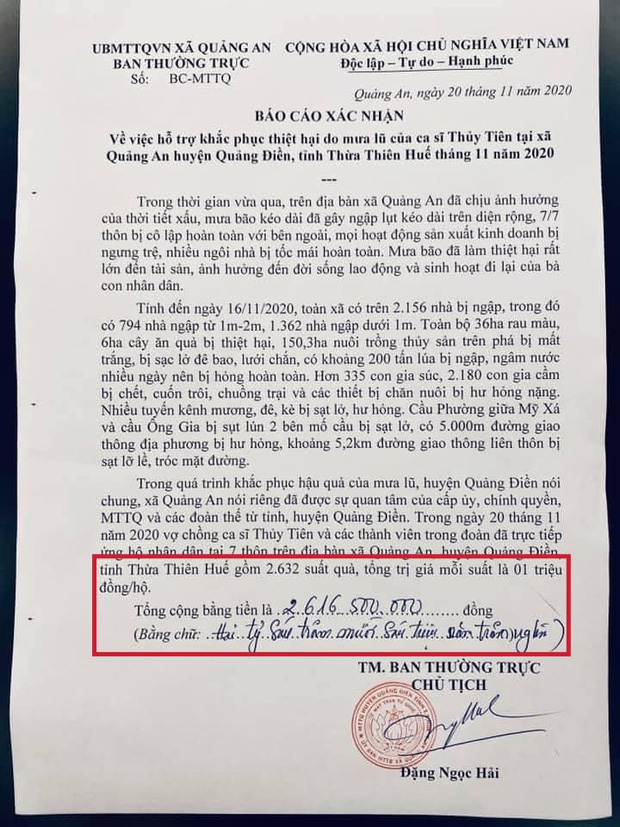 UBMTTQVN XÃ QUẢNG AN
BAN THƯỜNG TRỰC
Số: BC-MTTQ
CỘNG HÒA XÃ HỘI CHỦ NGHĨA VIỆT NAM
Độc lập – Tự do – Hạnh phúc
Quảng An, ngày 20 tháng 11 năm 2020
BÁO CÁO XÁC NHẬN
Về việc hỗ trợ khắc phục thiệt hại do mưa lũ của ca sĩ Thủy Tiên tại xã
Quảng An huyện Quảng Điền, tỉnh Thừa Thiên Huế tháng 11 năm 2020
---
Trong thời gian vừa qua, trên địa bàn xã Quảng An đã chịu ảnh hưởng
của thời tiết xấu, mưa bão kéo dài đã gây ngập lụt kéo dài trên diện rộng, 7/7
thôn bị cô lập hoàn toàn với bên ngoài, mọi hoạt động sản xuất kinh doanh bị
ngưng trệ, nhiều ngôi nhà bị tốc mái hoàn toàn. Mưa bão đã làm thiệt hại rất
lớn đến tài sản, ảnh hưởng đến đời sống lao động và sinh hoạt đi lại của bà
con nhân dân.
Tính đến ngày 16/11/2020, toàn xã có trên 2.156 nhà bị ngập, trong đó
có 794 nhà ngập từ 1m-2m, 1.362 nhà ngập dưới 1m. Toàn bộ 36ha rau màu,
6ha cây ăn quả bị thiệt hại, 150,3ha nuôi trồng thủy sản trên phá bị mất
trắng, bị sạc lở đê bao, lưới chắn, có khoảng 200 tấn lúa bị ngập, ngâm nước
nhiều ngày nên bị hỏng hoàn toàn. Hơn 335 con gia súc, 2.180 con gia cầm
bị chết, cuốn trôi, chuồng trại và các thiết bị chăn nuôi bị hư hỏng nặng.
Nhiều tuyến kênh mương, đê, kè bị sạt lở, hư hỏng. Cầu Phường giữa Mỹ Xá
và cầu Ông Gia bị sụt lún 2 bên mố cầu bị sạt lở, có 5.000m đường giao
thông địa phương bị hư hỏng, khoảng 5,2km đường giao thông liên thôn bị
sạt lỡ lề, tróc mặt đường.
Trong quá trình khắc phục hậu quả của mưa lũ, huyện Quảng Điền nói
chung, xã Quảng An nói riêng đã được sự quan tâm của cấp ủy, chính quyền,
MTTQ và các đoàn thể từ tỉnh, huyện Quảng Điền. Trong ngày 20 tháng 11
năm 2020 vợ chồng ca sĩ Thủy Tiên và các thành viên trong đoàn đã trực tiếp
ủng hộ nhân dân tại 7 thôn trên địa bàn xã Quảng An, huyện Quảng Điền,
tỉnh Thừa Thiên Huế gồm 2.632 suất quà, tổng trị giá mỗi suất là 01 triệu
đồng/hộ.
Tổng cộng bằng tiền là 2.616.500.000 đồng
(Bằng chữ: Hai tỷ Sáu trăm mười Sáu triệu năm trăm nghìn)
TM. BAN THƯỜNG TRỰC
CHỦ TỊCH
Đặng Ngọc Hải